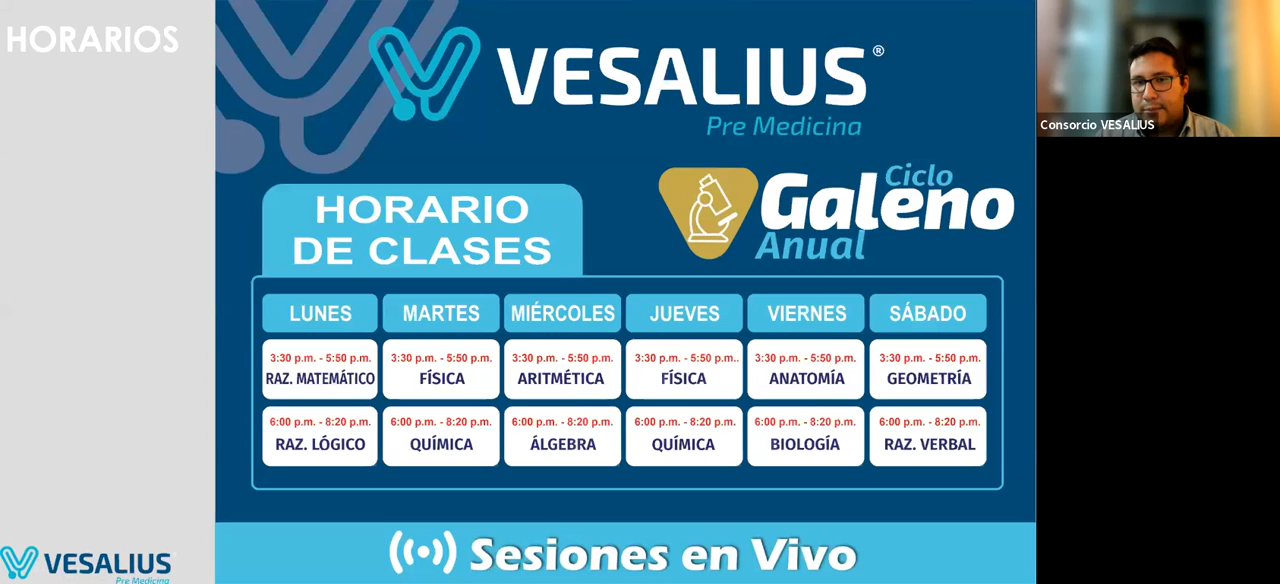 HORARIOS
VESALIUS®
Pre Medicina
Consorcio VESALIUS
Ciclo
Galeno
Anual
HORARIO
DE CLASES
LUNES MARTES MIÉRCOLES JUEVES VIERNES SÁBADO
3:30 p.m. - 5:50 p.m. 3:30 p.m. - 5:50 p.m. 3:30 p.m. - 5:50 p.m. 3:30 p.m. - 5:50 p.m.. 3:30 p.m. - 5:50 p.m. 3:30 p.m. - 5:50 p.m.
RAZ. MATEMÁTICO FÍSICA ARITMÉTICA FÍSICA ANATOMÍA GEOMETRÍA
6:00 p.m. - 8:20 p.m. 6:00 p.m. - 8:20 p.m. 6:00 p.m. - 8:20 p.m. 6:00 p.m. - 8:20 p.m. 6:00 p.m. - 8:20 p.m. 6:00 p.m. - 8:20 p.m.
RAZ. LÓGICO QUÍMICA ÁLGEBRA QUÍMICA BIOLOGÍA RAZ. VERBAL
Sesiones en Vivo
VESALIUS
Pre Medicina